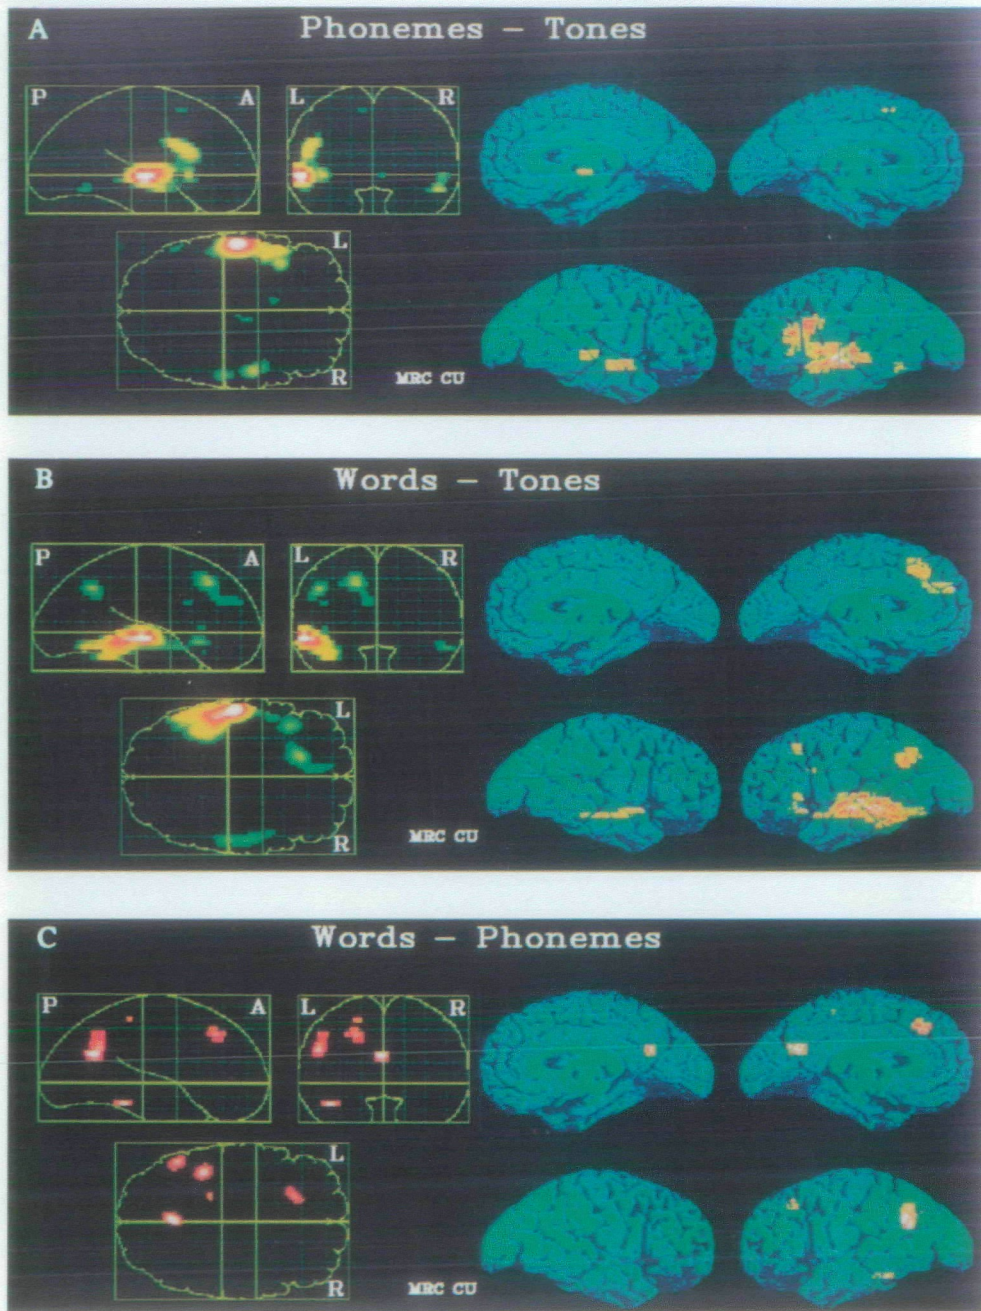 A
Phonemes – Tones
P A
L R
L
R
MRC CU
B
Words – Tones
P A
L R
L
R
MRC CU
C
Words – Phonemes
P A
L R
L
R
MRC CU